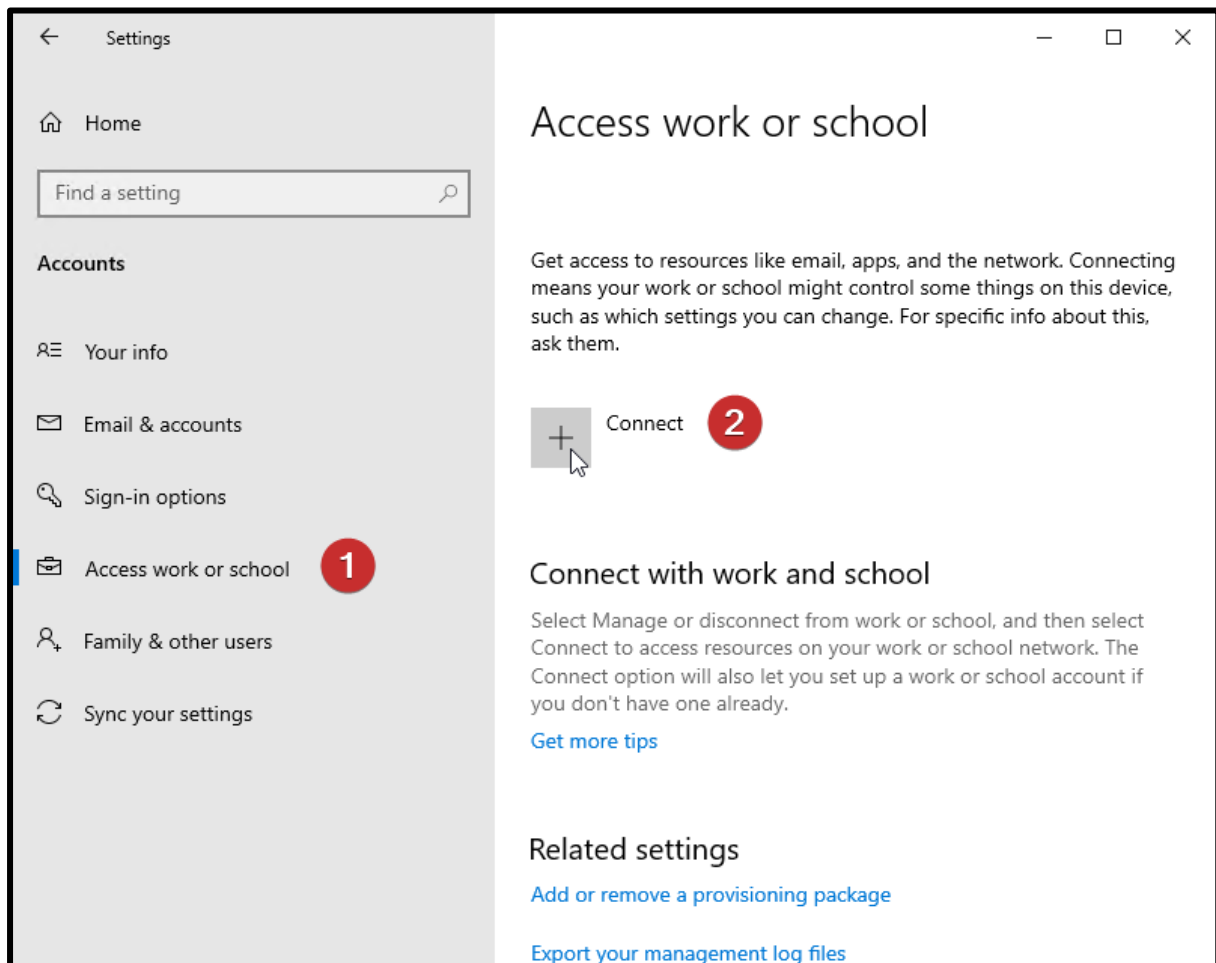 Settings
Home
Find a setting
Accounts
Your info
Email & accounts
Sign-in options
Access work or school
1
Family & other users
Sync your settings
Access work or school
Get access to resources like email, apps, and the network. Connecting
means your work or school might control some things on this device,
such as which settings you can change. For specific info about this,
ask them.
Connect
2
Connect with work and school
Select Manage or disconnect from work or school, and then select
Connect to access resources on your work or school network. The
Connect option will also let you set up a work or school account if
you don't have one already.
Get more tips
Related settings
Add or remove a provisioning package
Export your management log files